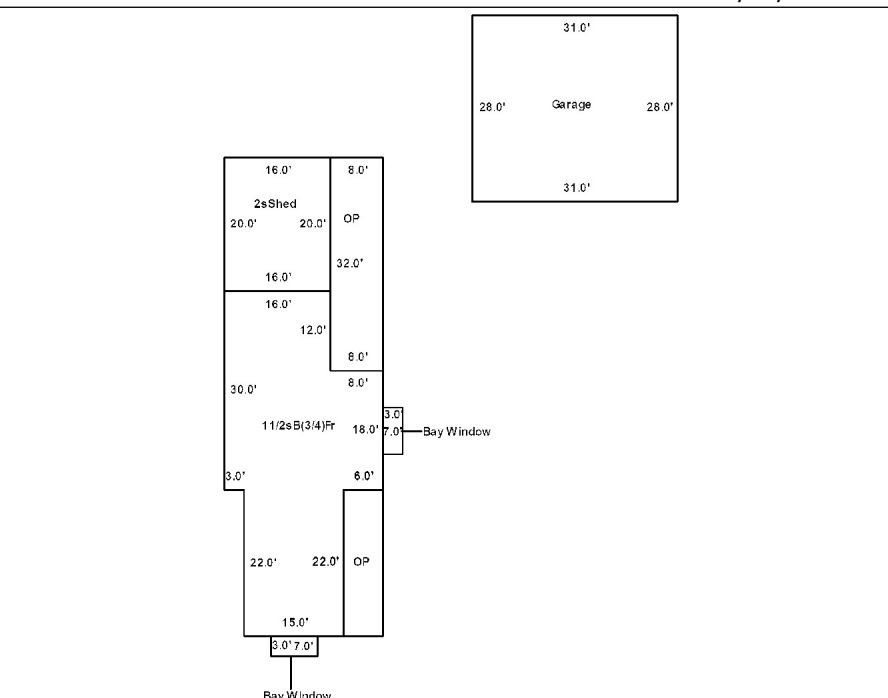 31.0'
28.0' Garage 28.0'
31.0'
16.0' 8.0'
2sShed
OP
20.0' 20.0'
32.0'
16.0'
16.0'
12.0'
8.0'
8.0'
30.0'
3.0'
11/2sB(3/4)Fr 18.0' 7.0' Bay Window
3.0' 6.0'
22.0' 22.0' OP
15.0'
3.0' 7.0'
Bay Window